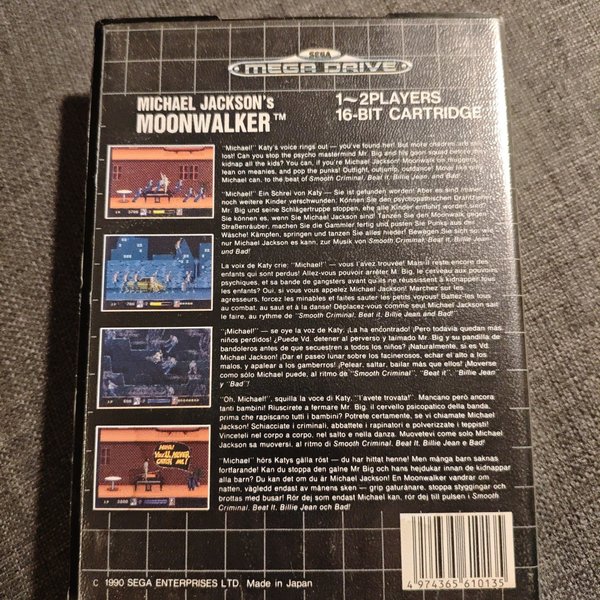 SEGA
MEGA DRIVE
MICHAEL JACKSON'S
MOONWALKER™
1~2PLAYERS
16-BIT CARTRIDGE
"Michael!" Katy's voice rings out — you've found her! But more children are still
lost! Can you stop the psycho mastermind Mr. Big and his goon squad before they
kidnap all the kids? You can, if you're Michael Jackson! Moonwalk on muggers,
lean on meanies, and pop the punks! Outfight, outjump, outdance! Move like only
Michael can, to the beat of Smooth Criminal, Beat It, Billie Jean, and Bad!
"Michael!" Ein Schrei von Katy — Sie ist gefunden worden! Aber es sind immer
noch weitere Kinder verschwunden. Können Sie den psychopatischen Drahtzieher
Mr. Big und seine Schlägertruppe stoppen, ehe alle Kinder entführt worden sind?
Sie können es, wenn Sie Michael Jackson sind! Tanzén Sie den Moonwalk gegen
Straßenräuber, machen Sie die Gammler fertig und pusten Sie Punks aus der
Wäsche! Kämpfen, springen und tanzen Sie alles nieder! Bewegen Sie sich so, wie
nur Michael Jackson es kann, zur Musik von Smooth Criminal, Beat It, Billie Jean
und Bad!
La voix de Katy crie: "Michael!" — vous l'avez trouvée! Mais il reste encore des
enfants qui sont perdus! Allez-vous pouvoir arrêter M. Big, le cerveau aux pouvoirs
psychiques, et sa bande de gangsters avant qu'ils ne réussissent à kidnapper tous
les enfants? Oui, si vous vous appelez Michael Jackson! Marchez sur les
agresseurs, forcez les minables et faites sauter les petits voyous! Battez-les tous
au combat, au saut et à la danse! Déplacez-vous comme seul Michael Jackson sait
le faire, au rythme de "Smooth Criminal, Beat it, Billie Jean et Bad!
"¡Michael!" — se oye la voz de Katy. ¡La ha encóntrado! ¡Pero todavia quedan más
niños perdidos! ¿Puede Vd. detener al perverso y taimado Mr. Big y su pandilla de
bandoleros antes de que secuestren a todos los niños? ¡Naturalmente, si es Vd.
Michael Jackson! ¡Dar el paseo lunar sobre los facinerosos, echar el alto a los
malos, y apalear a los gamberros! ¡Pelear, saltar, bailar más que ellos! ¡Moverse
como sólo Michael puede, al ritmo de "Smooth Criminal", "Beat it", "Billie Jean"
y "Bad"!
"Oh, Michael!", squilla la voce di Katy, "l'avete trovata!". Mancano però ancora
tanti bambini! Riuscirete a fermare Mr. Big, il cervello psicopatico della banda,
prima che rapiscano tutti i bambini? Potrete certamente, se vi chiamate Michael
Jackson! Schiacciate i criminali, abbattete i rapinatori e polverizzate i teppisti!
Vinceteli nel corpo a corpo, nel salto e nella danza. Muovetevi come solo Michael
Jackson sa muoversi, al ritmo di Smooth Criminal, Beat It, Billie Jean e Bad!
"Michael" hörs Katys gälla röst — du har hittat henne! Men många barn saknas
fortfarande! Kan du stoppa den galne Mr Big och hans hejdukar innan de kidnappar
alla barn? Du kan det om du är Michael Jackson! En Moonwalker vandrar om
natten, vägledd endast av månens sken — grip gaturånare, stoppa styggingar och
brottas med busar! Rör dej som endast Michael kan, rör dej till pulsen i Smooth
Criminal, Beat It, Billie Jean och Bad!
HAHA!
YOU'LL NEVER
CATCH ME!
© 1990 SEGA ENTERPRISES LTD. Made in Japan
4 974365 610135